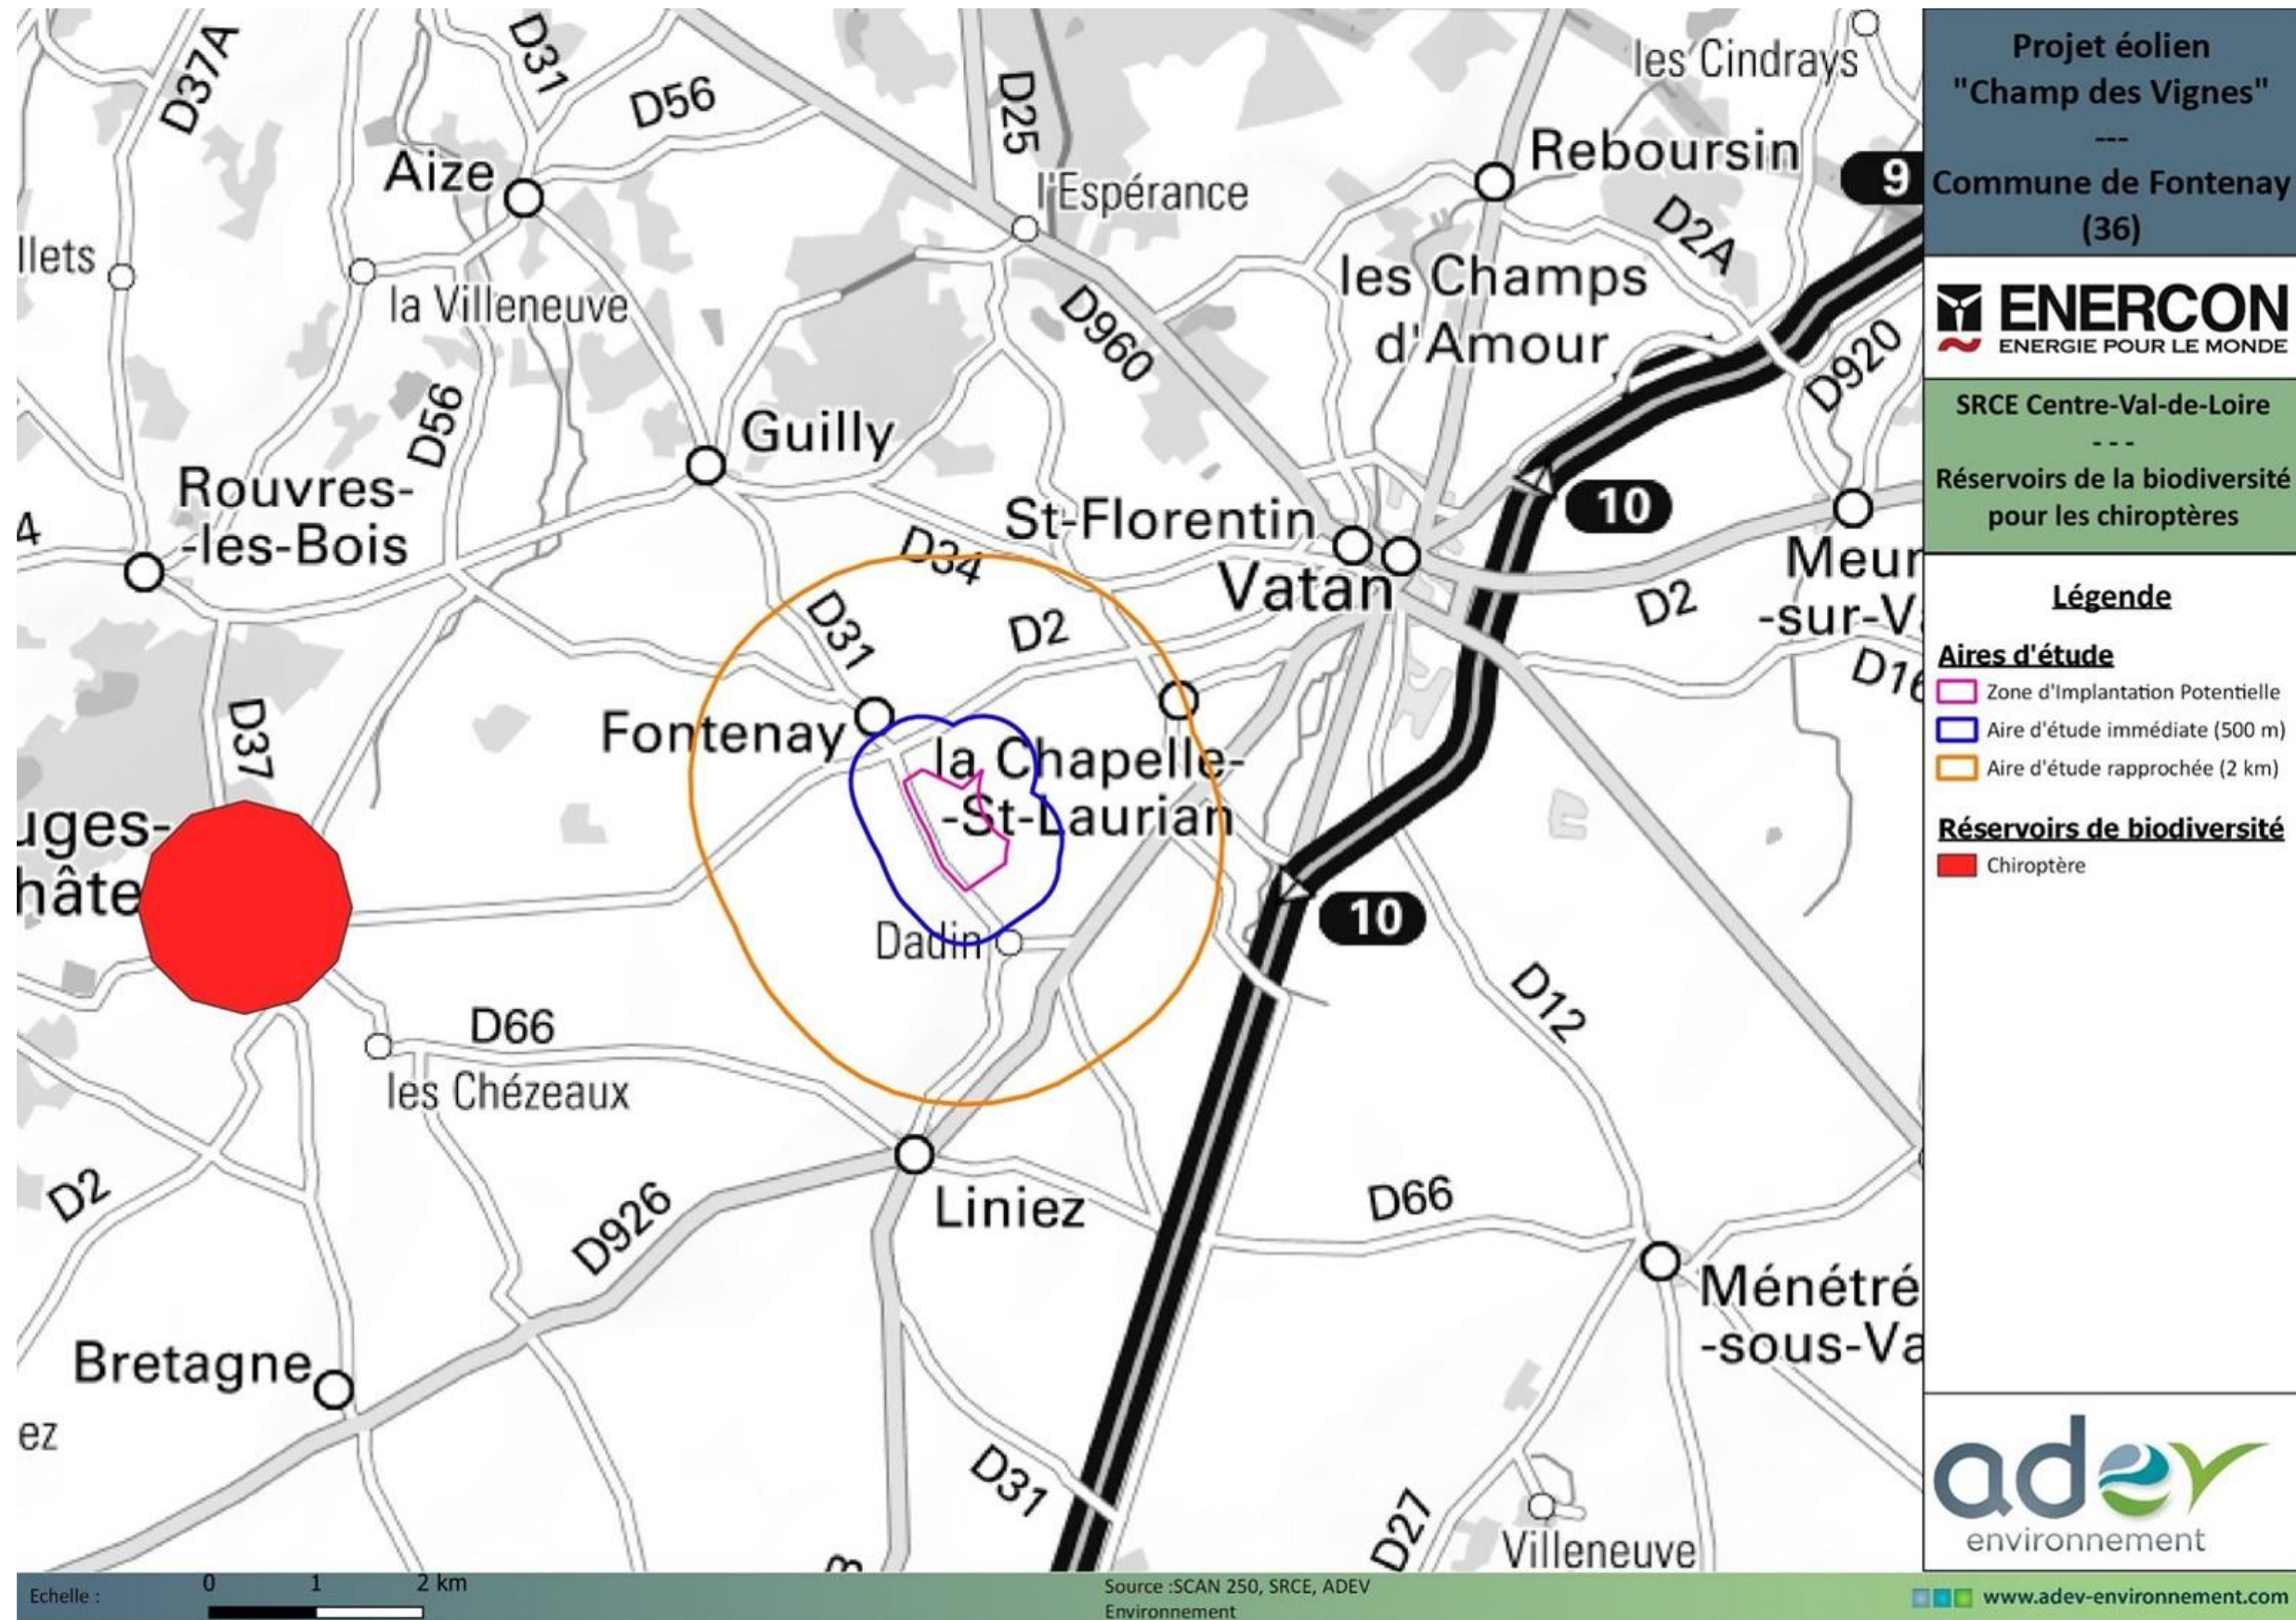 D37A
D31
D56
D25
les Cindrays
Aize
l'Espérance
Reboursin
9
llets
la Villeneuve
D2A
les Champs
d'Amour
D960
D920
D56
Guilly
Rouvres-
-les-Bois
4
St-Florentin
10
Vatan
Meur
-sur-V
D34
D2
D2
D31
D16
D37
Fontenay
la Chapelle-
-St-Laurian
uges-
hâte
10
Dadin
D66
D12
les Chézeaux
D2
D926
Liniez
D66
Ménétré
-sous-Va
Bretagne
ez
D31
D27
Villeneuve
Projet éolien
"Champ des Vignes"
---
Commune de Fontenay
(36)
ENERCON
ENERGIE POUR LE MONDE
SRCE Centre-Val-de-Loire
- - -
Réservoirs de la biodiversité
pour les chiroptères
Légende
Aires d'étude
Zone d'Implantation Potentielle
Aire d'étude immédiate (500 m)
Aire d'étude rapprochée (2 km)
Réservoirs de biodiversité
Chiroptère
adev
environnement
Echelle :
0 1 2 km
Source :SCAN 250, SRCE, ADEV
Environnement
www.adev-environnement.com